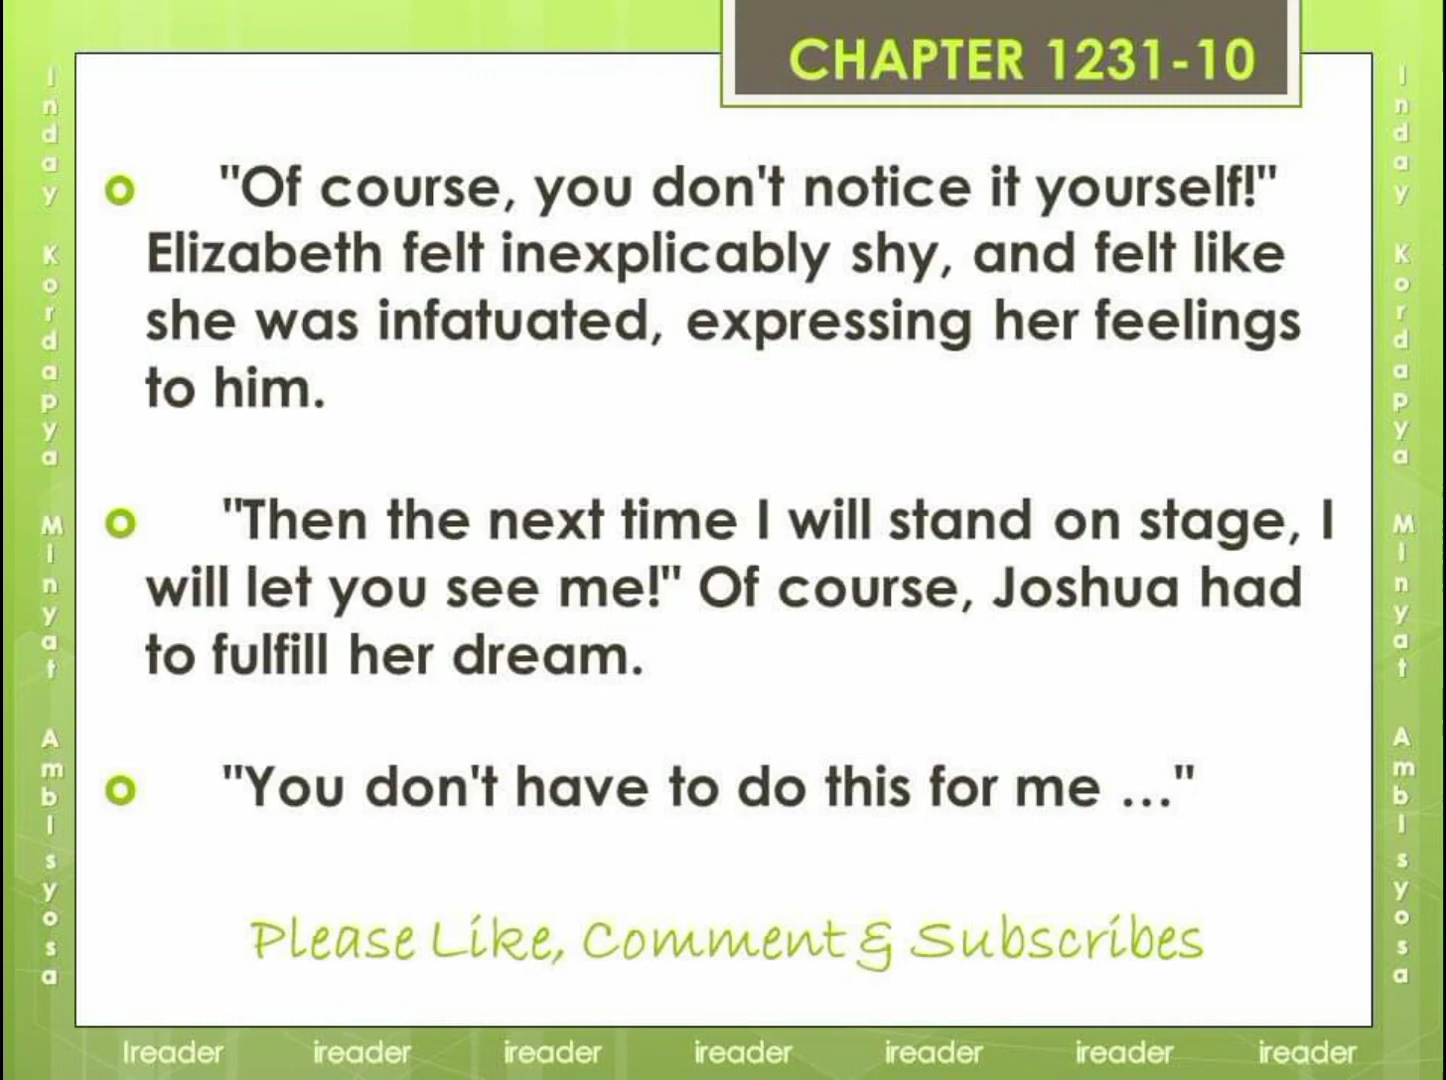 CHAPTER 1231-10
"Of course, you don't notice it yourself!"
Elizabeth felt inexplicably shy, and felt like
she was infatuated, expressing her feelings
to him.
"Then the next time I will stand on stage, I
will let you see me!" Of course, Joshua had
to fulfill her dream.
"You don't have to do this for me ..."
Please Like, Comment & Subscribes
Inday Kordapya Minyat Amblsyosa
Inday Kordapya Minyat Amblsyosa
Ireader ireader ireader ireader ireader ireader ireader